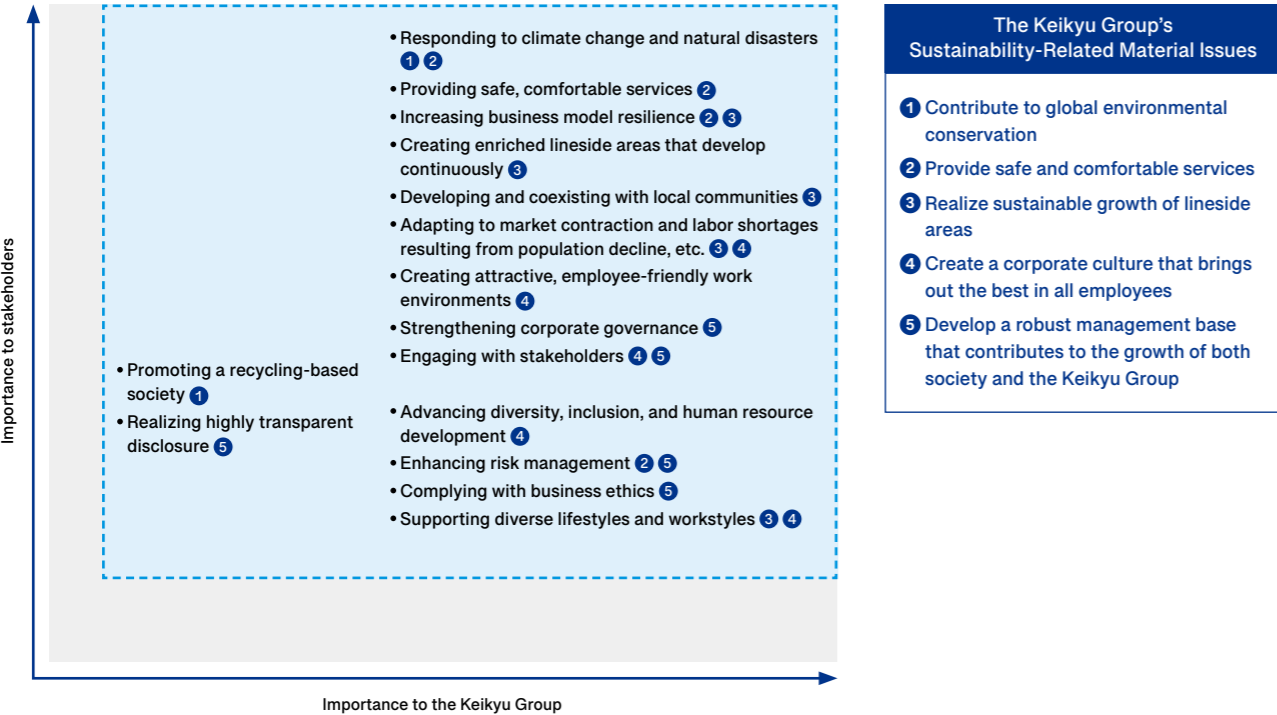 Importance to stakeholders
• Responding to climate change and natural disasters
1 2
• Providing safe, comfortable services 2
• Increasing business model resilience 2 3
• Creating enriched lineside areas that develop
continuously 3
• Developing and coexisting with local communities 3
• Adapting to market contraction and labor shortages
resulting from population decline, etc. 3 4
• Creating attractive, employee-friendly work
environments 4
• Strengthening corporate governance 5
• Engaging with stakeholders 4 5
• Promoting a recycling-based
society 1
• Realizing highly transparent
disclosure 5
• Advancing diversity, inclusion, and human resource
development 4
• Enhancing risk management 2 5
• Complying with business ethics 5
• Supporting diverse lifestyles and workstyles 3 4
Importance to the Keikyu Group
The Keikyu Group’s
Sustainability-Related Material Issues
1 Contribute to global environmental
conservation
2 Provide safe and comfortable services
3 Realize sustainable growth of lineside
areas
4 Create a corporate culture that brings
out the best in all employees
5 Develop a robust management base
that contributes to the growth of both
society and the Keikyu Group